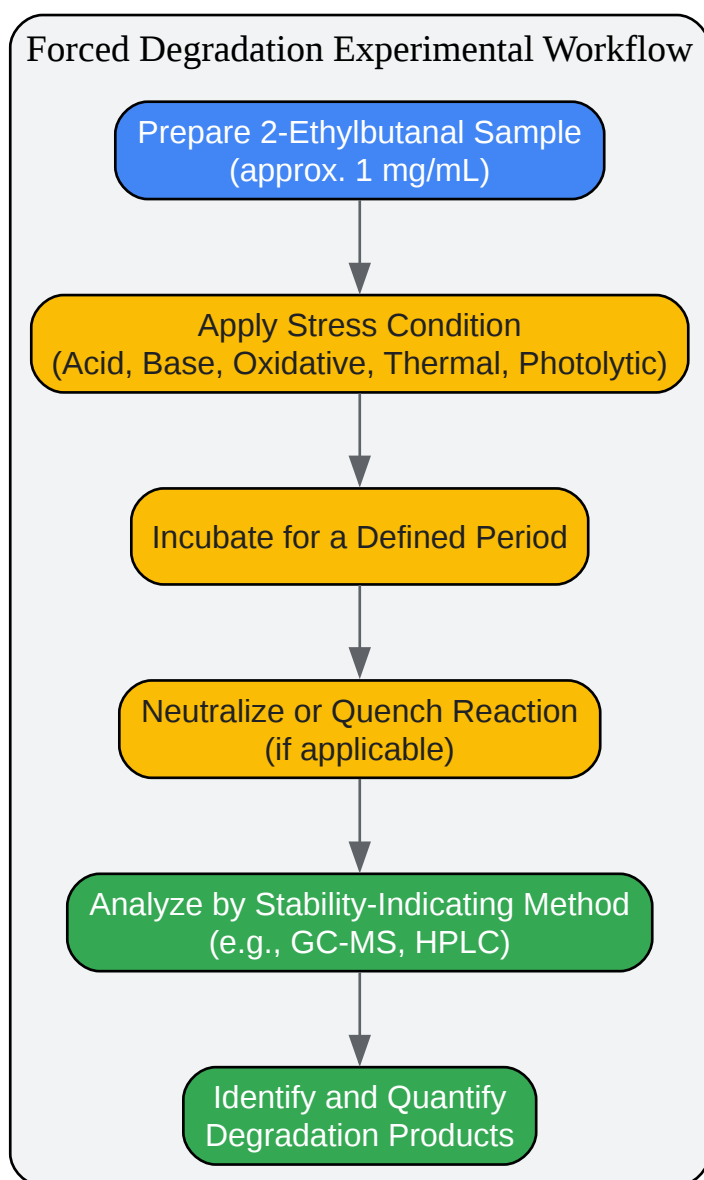 Forced Degradation Experimental Workflow
Prepare 2-Ethylbutanal Sample
(approx. 1 mg/mL)
Apply Stress Condition
(Acid, Base, Oxidative, Thermal, Photolytic)
Incubate for a Defined Period
Neutralize or Quench Reaction
(if applicable)
Analyze by Stability-Indicating Method
(e.g., GC-MS, HPLC)
Identify and Quantify
Degradation Products